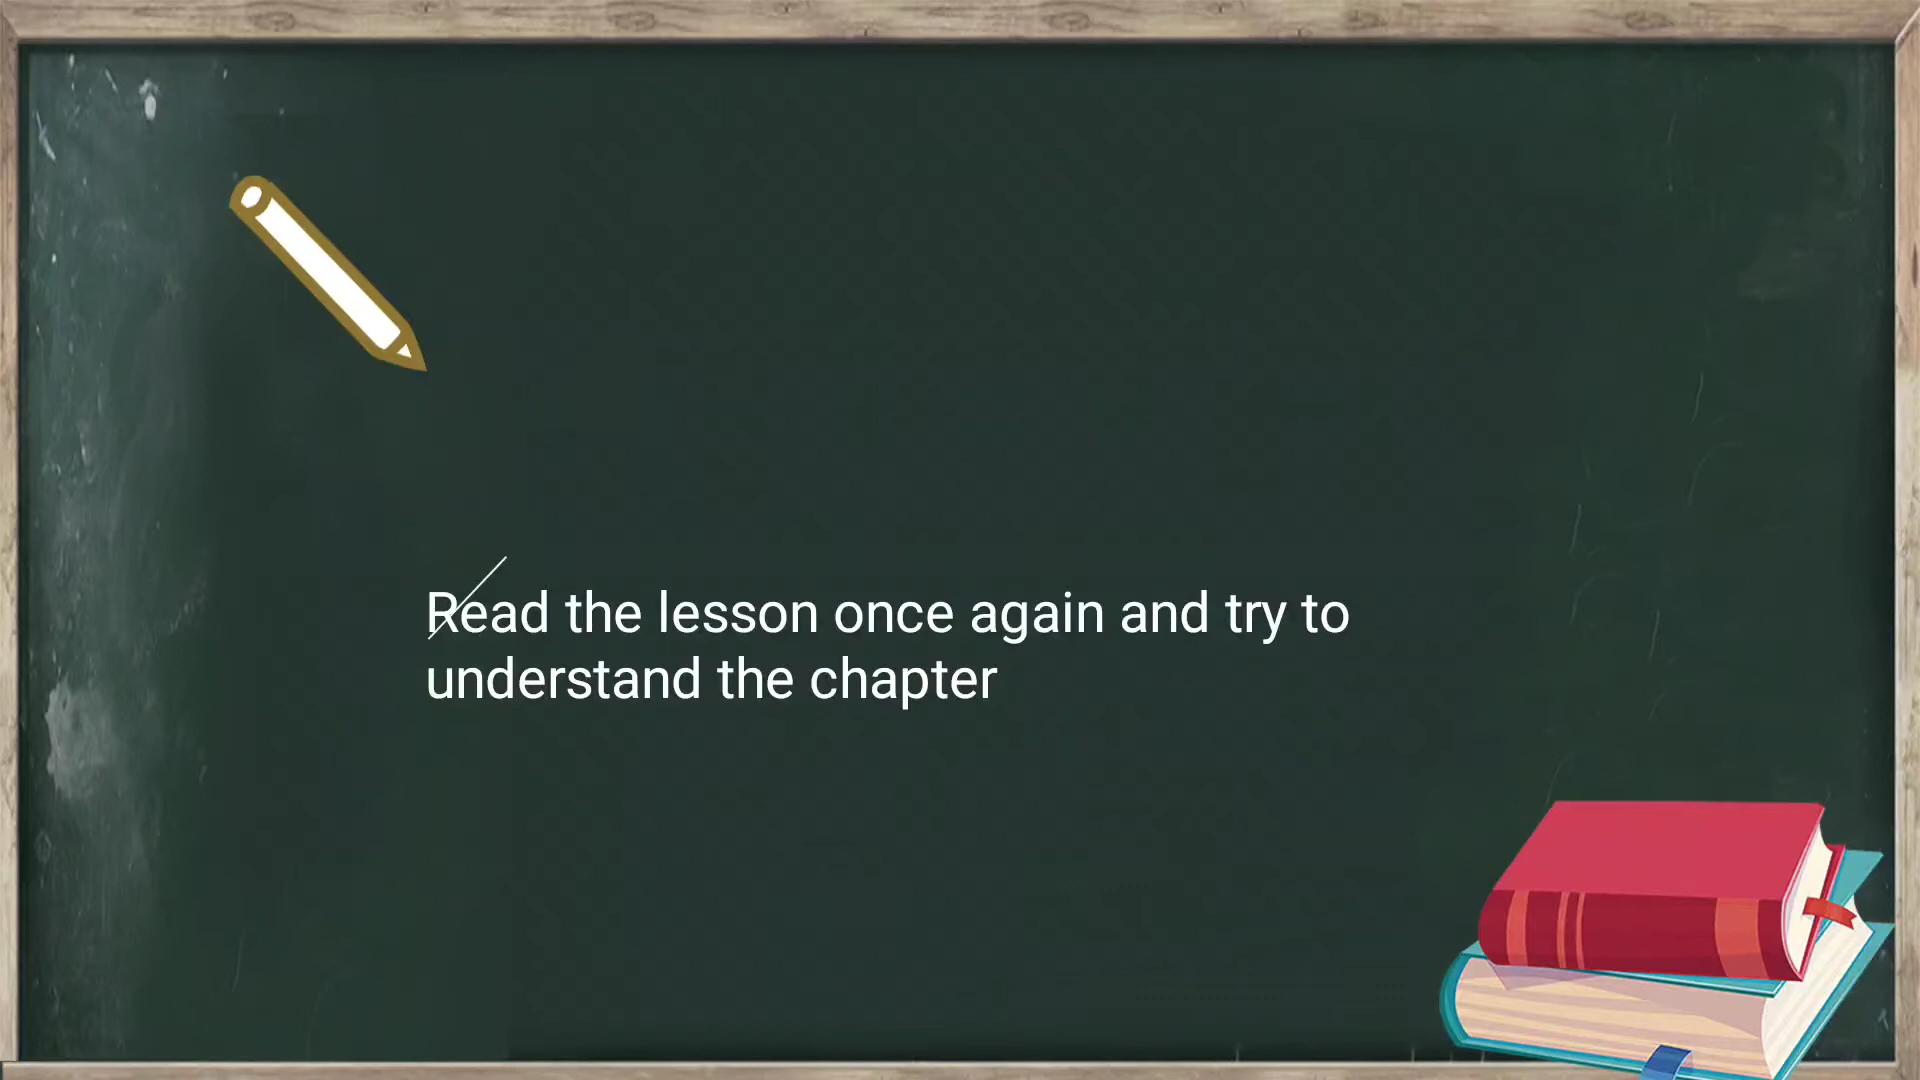 Read the lesson once again and try to
understand the chapter